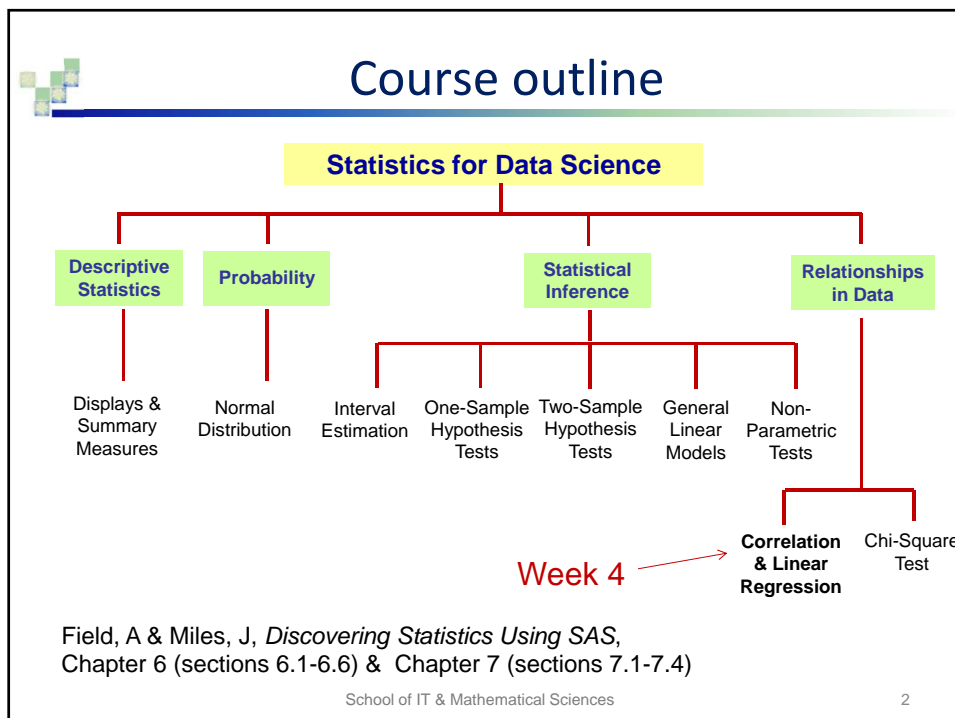 Course outline
Statistics for Data Science
Descriptive
Statistics
Probability
Statistical
Inference
Relationships
in Data
Displays &
Summary
Measures
Normal
Distribution
Interval
Estimation
One-Sample
Hypothesis
Tests
Two-Sample
Hypothesis
Tests
General
Linear
Models
Non-
Parametric
Tests
Correlation
& Linear
Regression
Chi-Square
Test
Week 4
Field, A & Miles, J, Discovering Statistics Using SAS,
Chapter 6 (sections 6.1-6.6) & Chapter 7 (sections 7.1-7.4)
School of IT & Mathematical Sciences
2